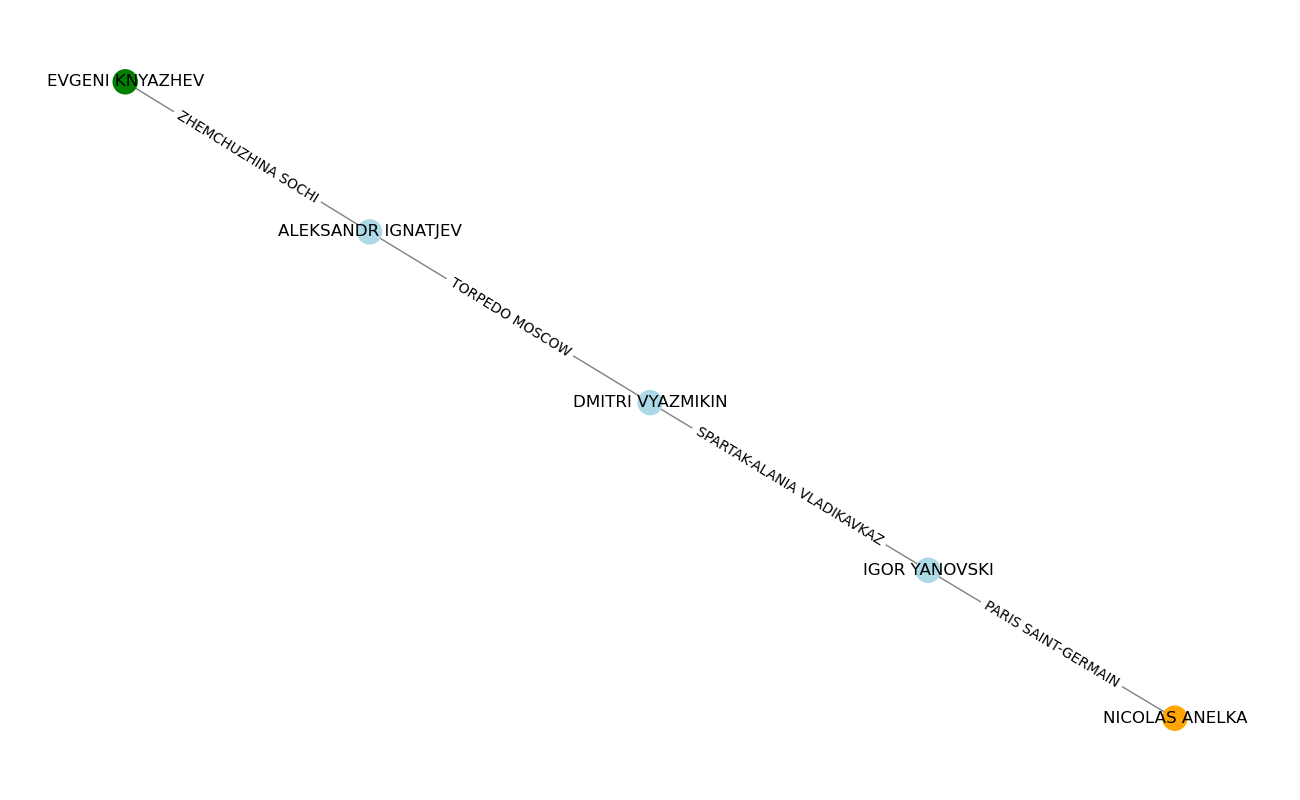 EVGENI KNYAZHEV
ZHEMCHUZHINA SOCHI
ALEKSANDR IGNATJEV
TORPEDO MOSCOW
DMITRI VYAZMIKIN
SPARTAK-ALANIA VLADIKAVKAZ
IGOR YANOVSKI
PARIS SAINT-GERMAIN
NICOLAS ANELKA